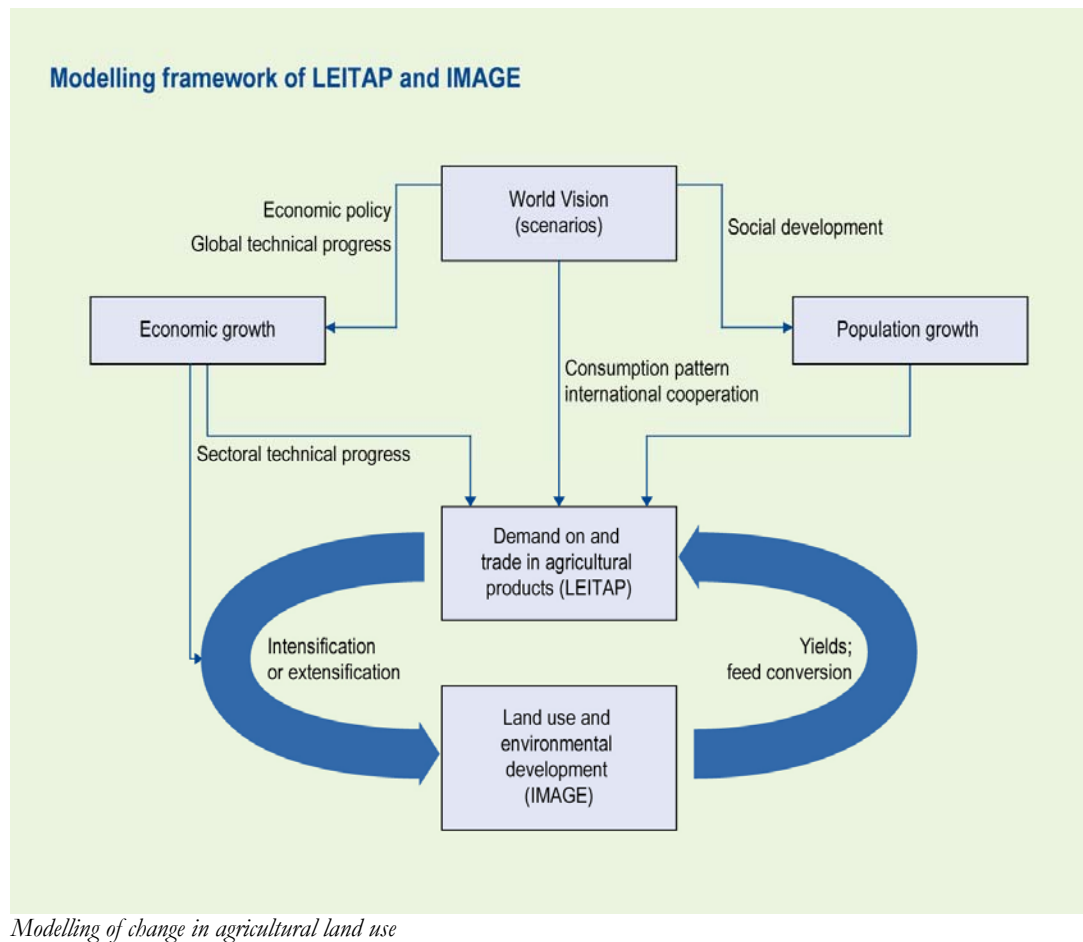 Modelling framework of LEITAP and IMAGE
World Vision
(scenarios)
Economic policy
Global technical progress
Social development
Economic growth
Population growth
Consumption pattern
international cooperation
Sectoral technical progress
Demand on and
trade in agricultural
products (LEITAP)
Intensification
or extensification
Yields;
feed conversion
Land use and
environmental
development
(IMAGE)
Modelling of change in agricultural land use